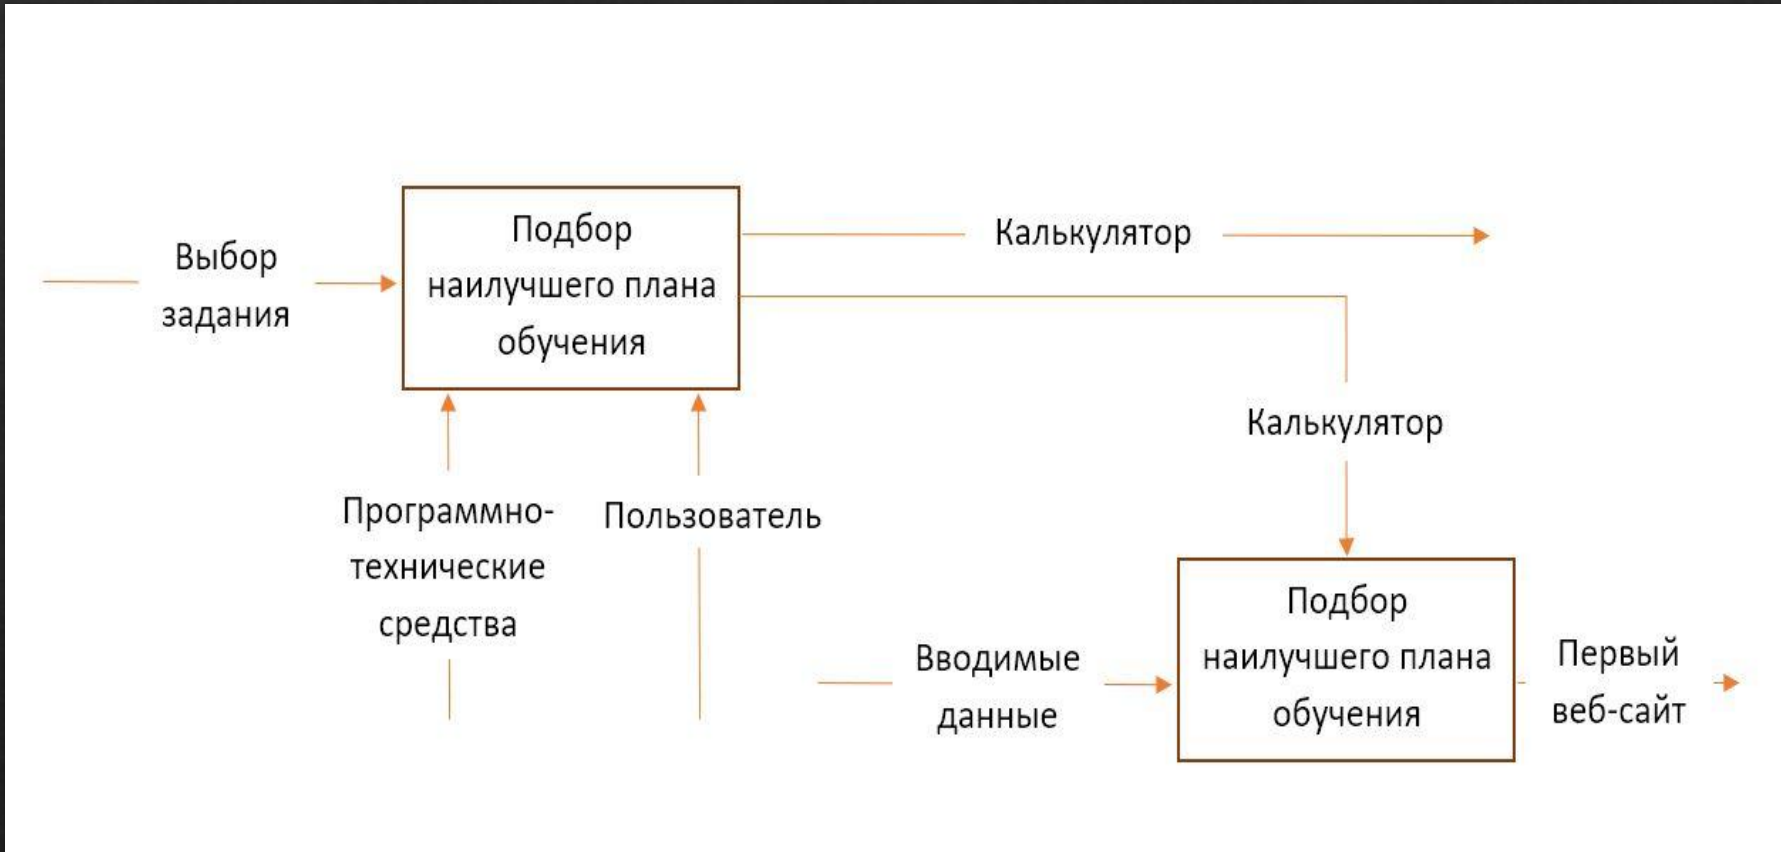 Выбор
задания
Подбор
наилучшего плана
обучения
Калькулятор
Калькулятор
Программно-
технические
средства
Пользователь
Вводимые
данные
Подбор
наилучшего плана
обучения
Первый
веб-сайт